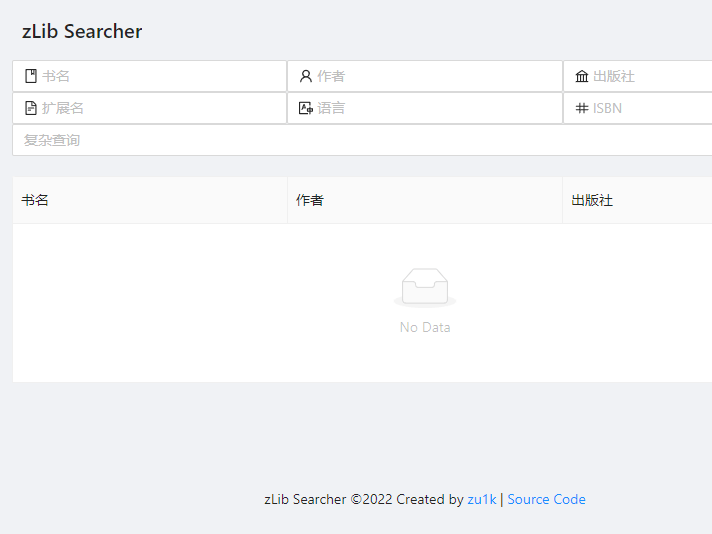 zLib Searcher
书名 作者 出版社
扩展名 语言 ISBN
复杂查询
书名 作者 出版社
No Data
zLib Searcher ©2022 Created by zu1k | Source Code